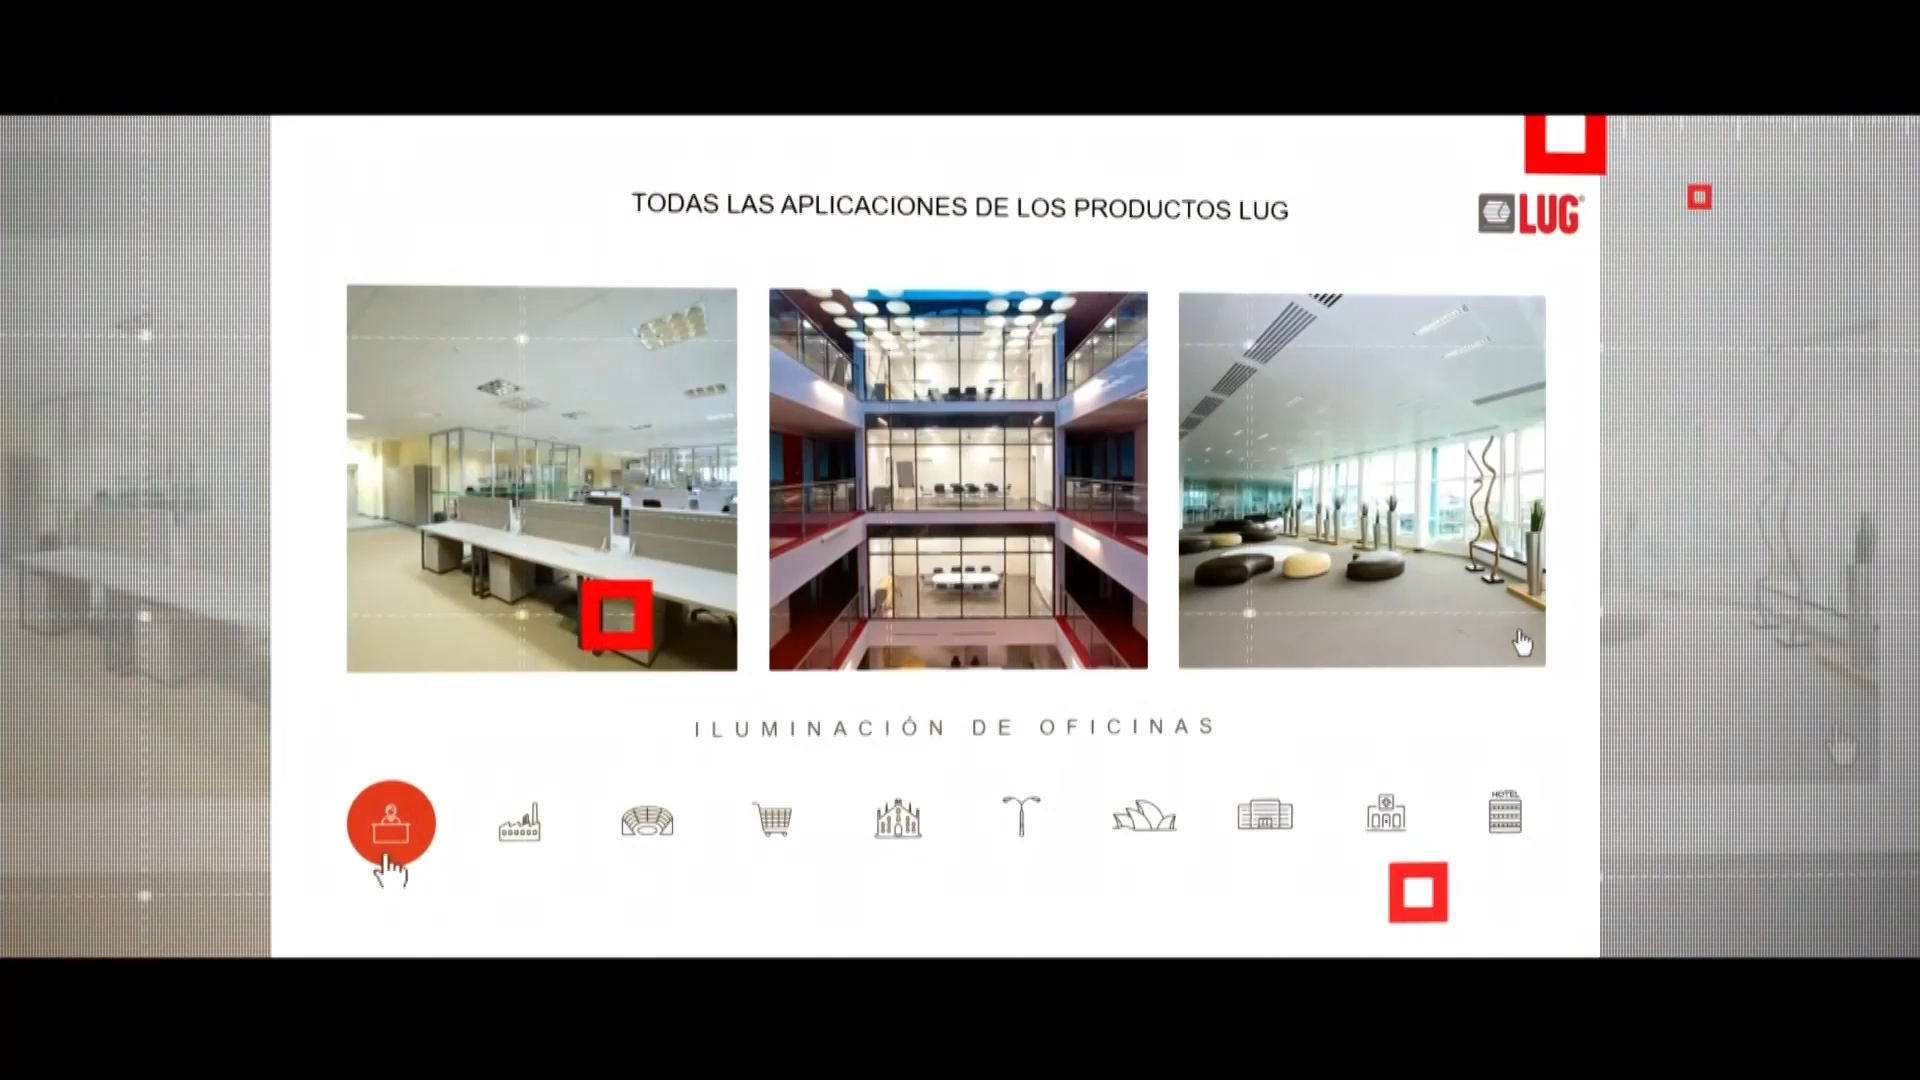 TODAS LAS APLICACIONES DE LOS PRODUCTOS LUG
LUG®
ILUMINACIÓN DE OFICINAS
HOTEL